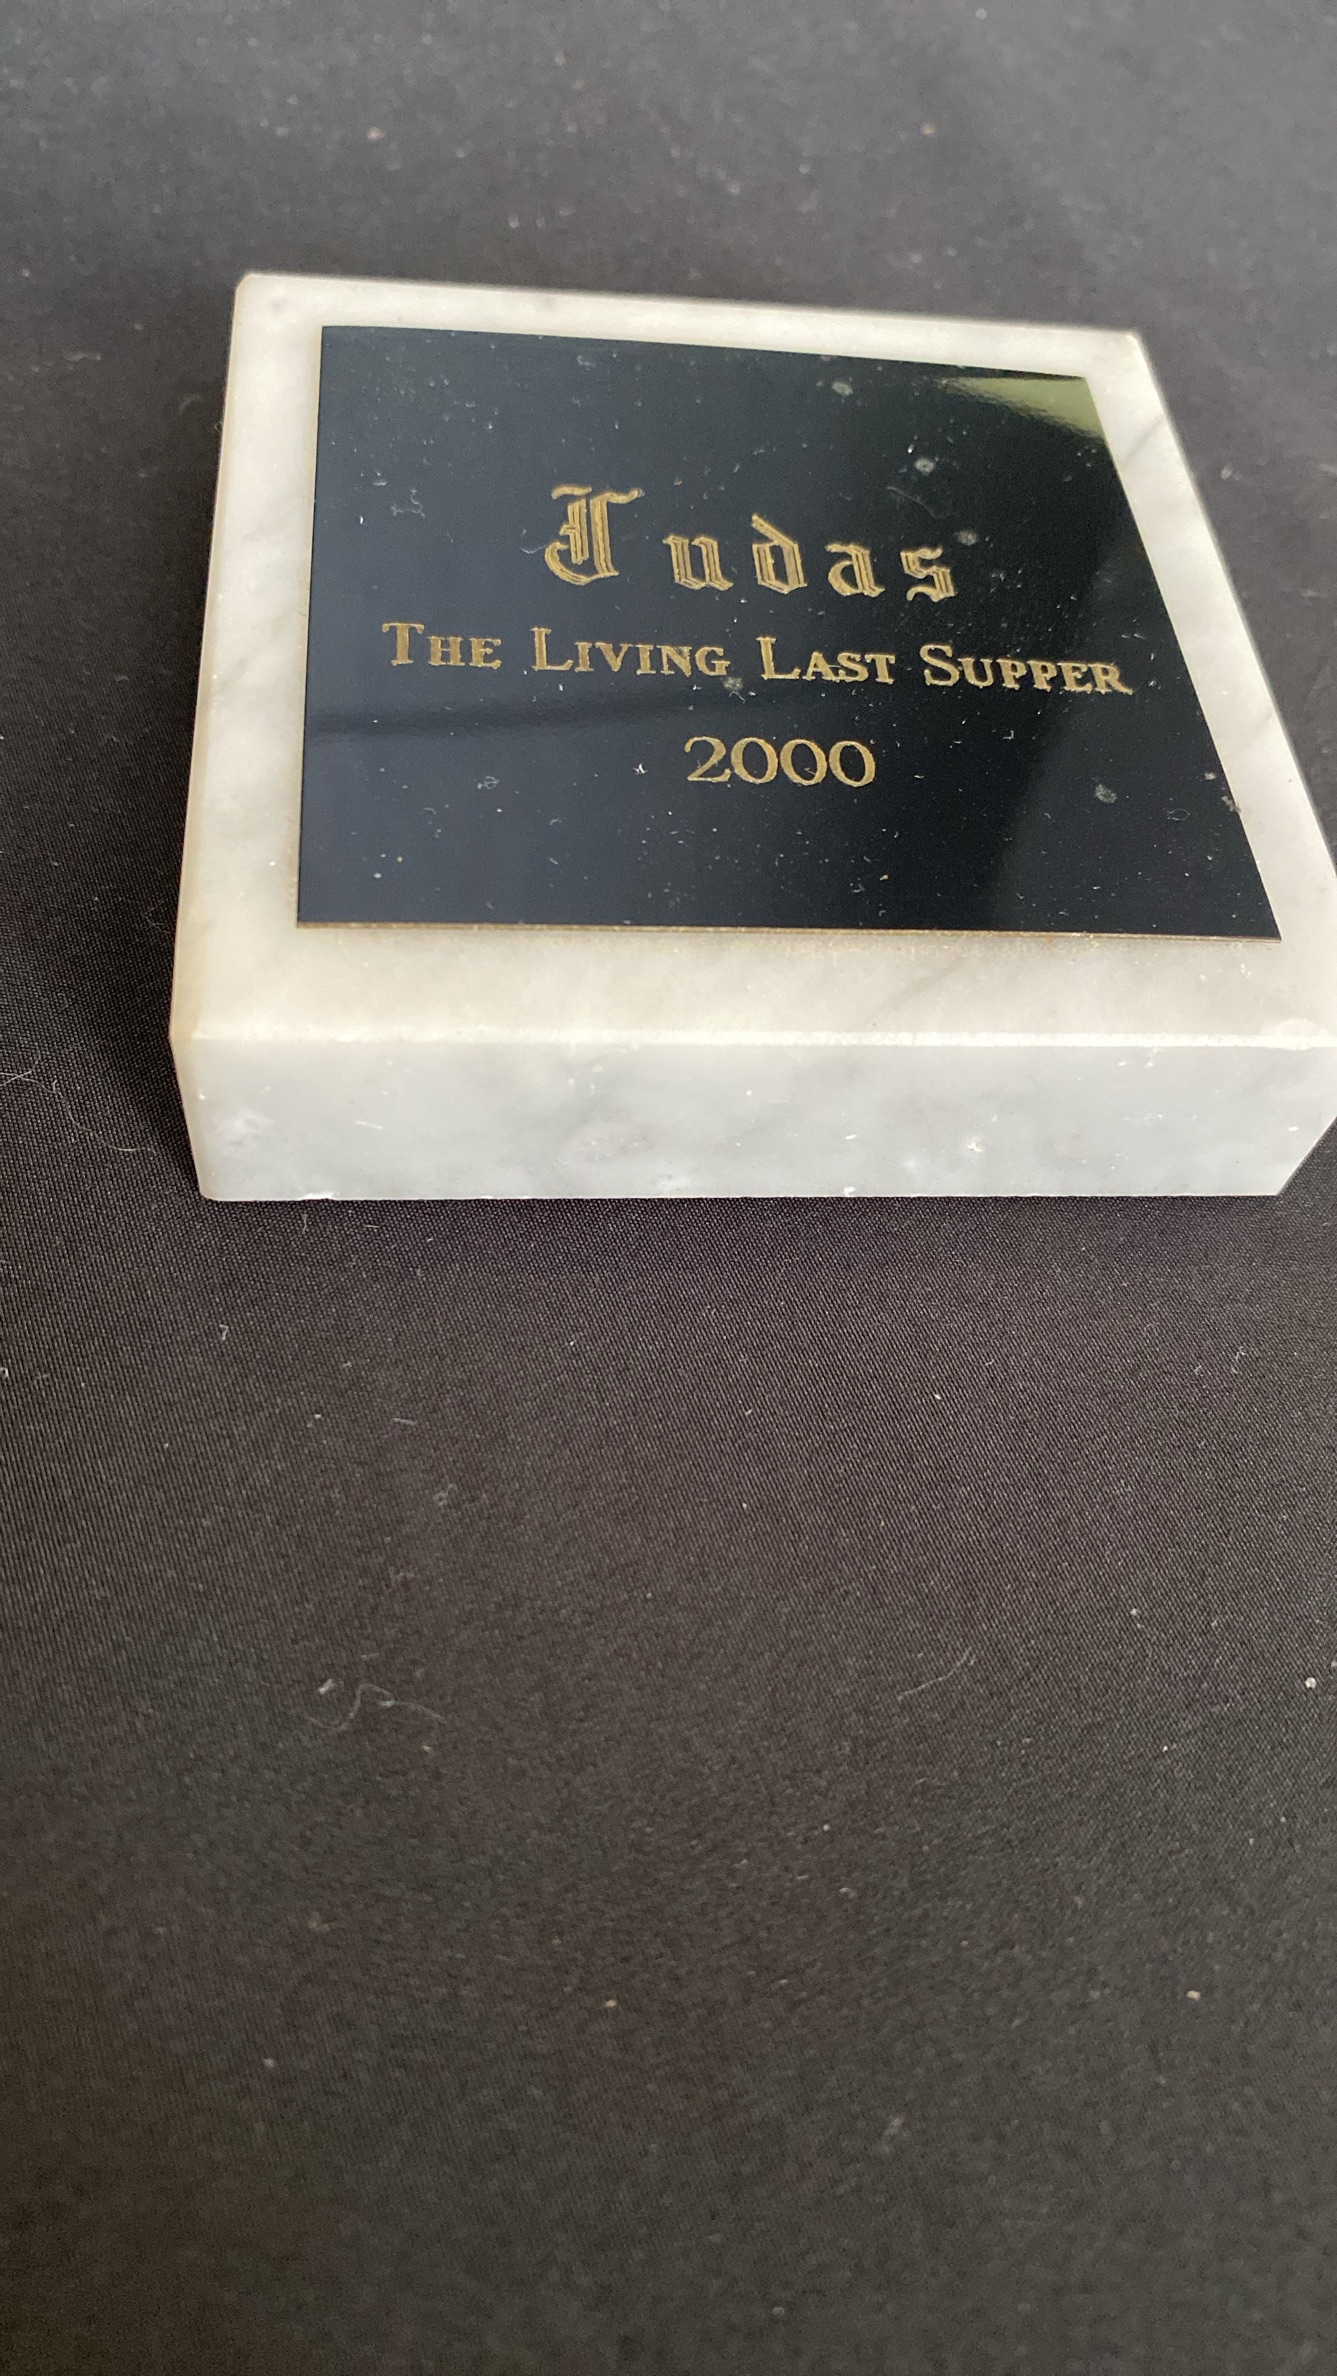 Judas
THE LIVING LAST SUPPER
2000